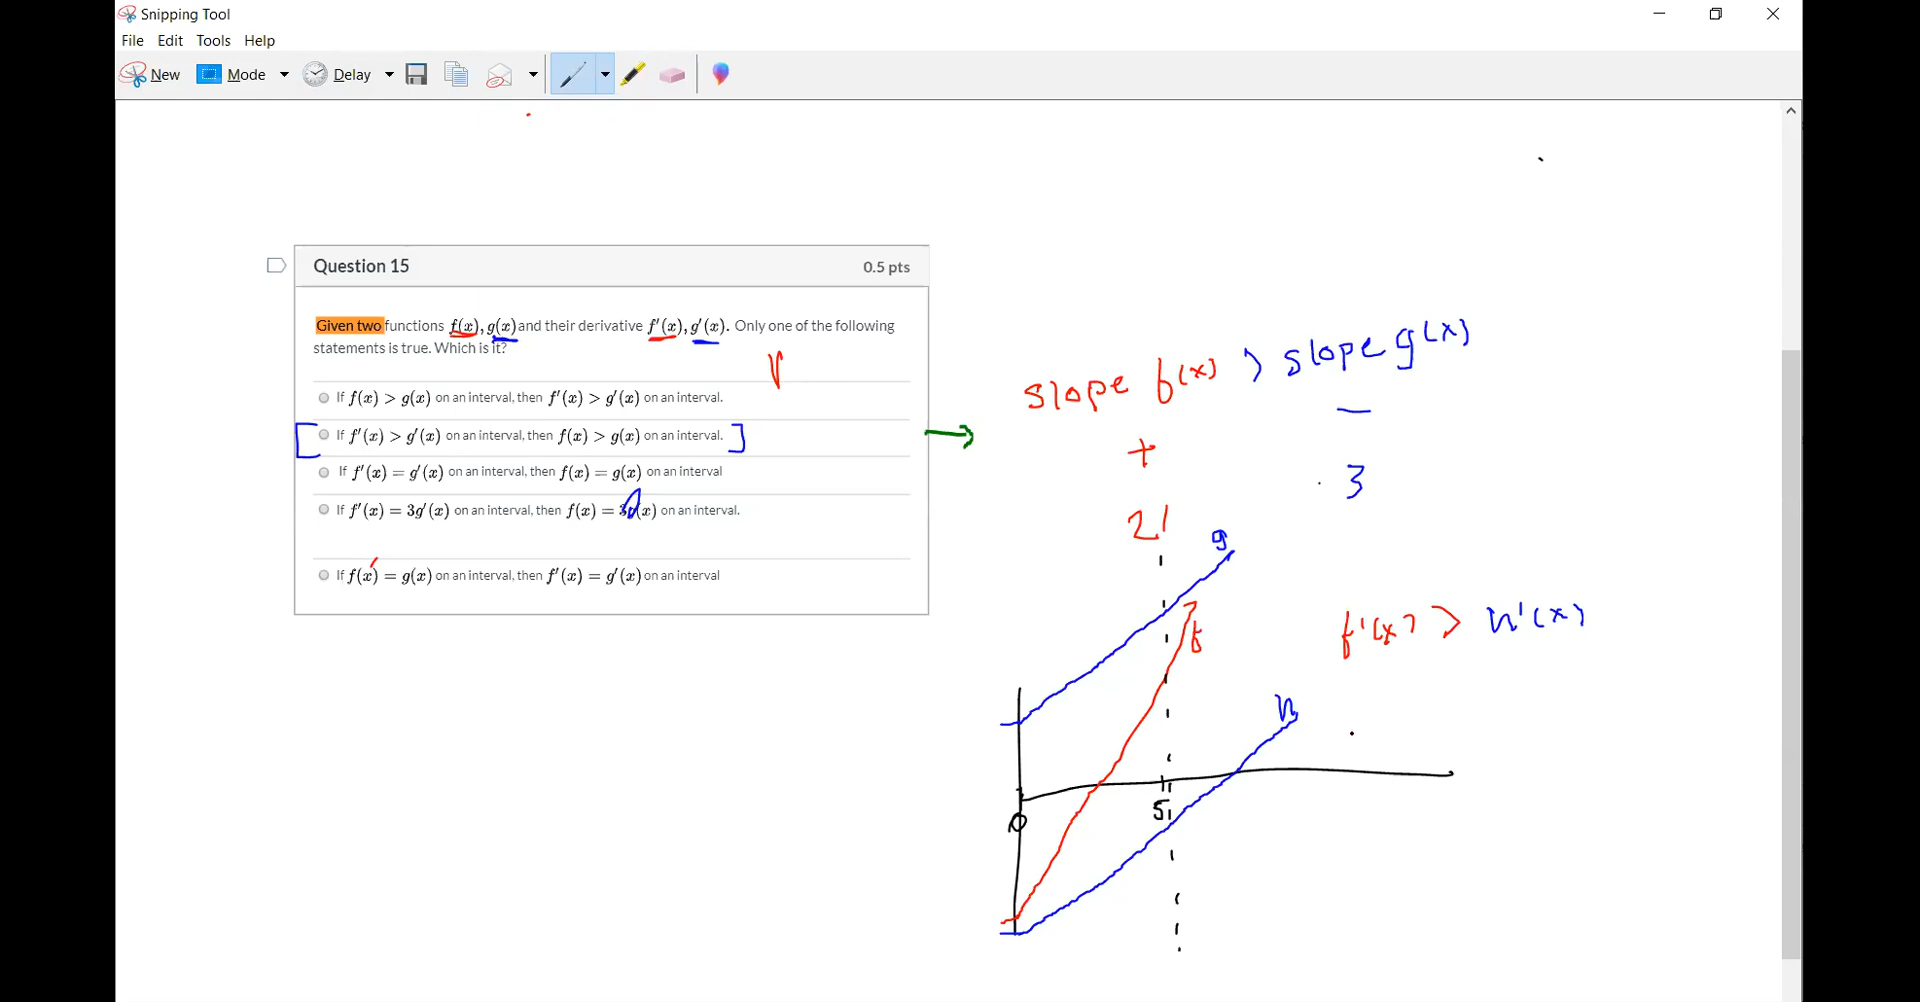 Snipping Tool
File Edit Tools Help
New Mode Delay
Question 15
0.5 pts
Given two functions f(x), g(x) and their derivative f′(x), g′(x). Only one of the following
statements is true. Which is it?
If f(x) > g(x) on an interval, then f′(x) > g′(x) on an interval.
If f′(x) > g′(x) on an interval, then f(x) > g(x) on an interval.
If f′(x) = g′(x) on an interval, then f(x) = g(x) on an interval
If f′(x) = 3g′(x) on an interval, then f(x) = 3g(x) on an interval.
If f(x) = g(x) on an interval, then f′(x) = g′(x) on an interval
slope f(x) > slope g(x)
+ —
21 3
g
f
f'(x) > h'(x)
h
0
5